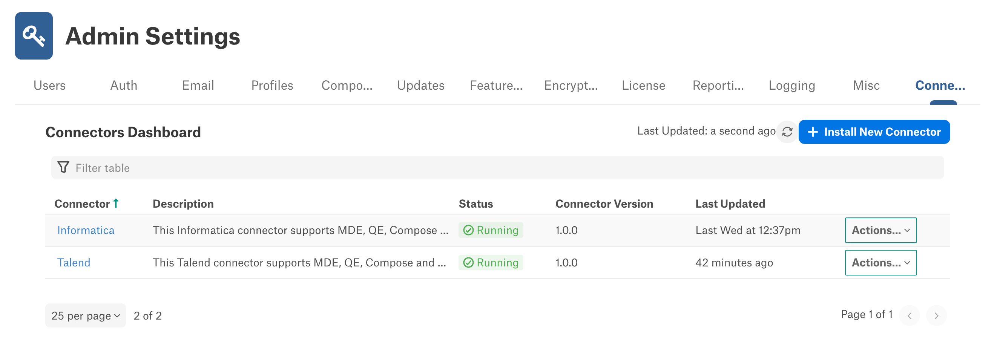 Admin Settings
Users Auth Email Profiles Compo... Updates Feature... Encrypt... License Reporti... Logging Misc Conne...
Connectors Dashboard Last Updated: a second ago Install New Connector
Filter table
Connector Description Status Connector Version Last Updated
Informatica This Informatica connector supports MDE, QE, Compose ... Running 1.0.0 Last Wed at 12:37pm Actions...
Talend This Talend connector supports MDE, QE, Compose and ... Running 1.0.0 42 minutes ago Actions...
25 per page 2 of 2 Page 1 of 1